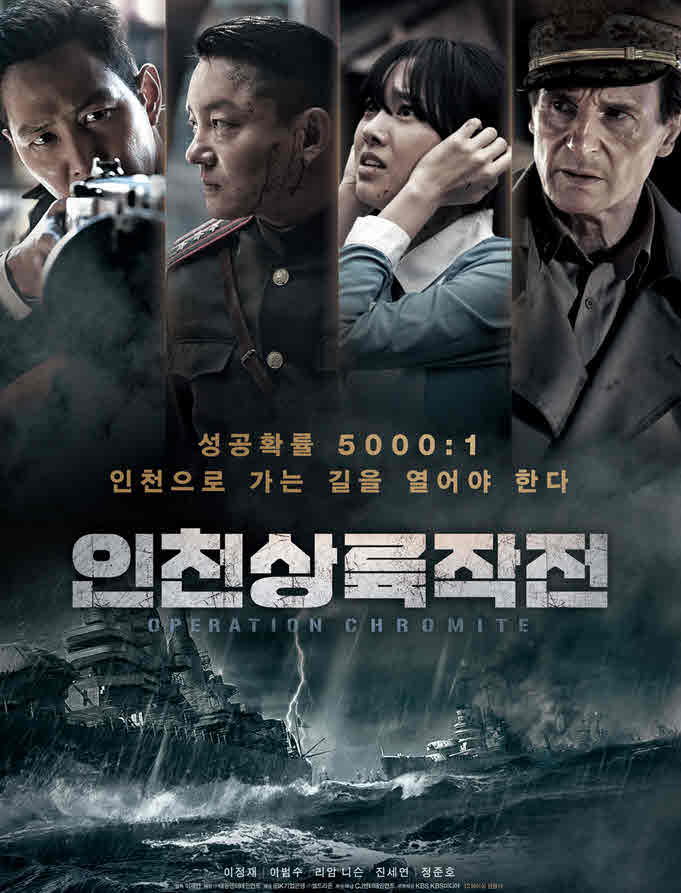 성공확률 5000:1
인천으로 가는 길을 열어야 한다
인천상륙작전
OPERATION CHROMITE
이정재 이범수 리암 니슨 진세연 정준호